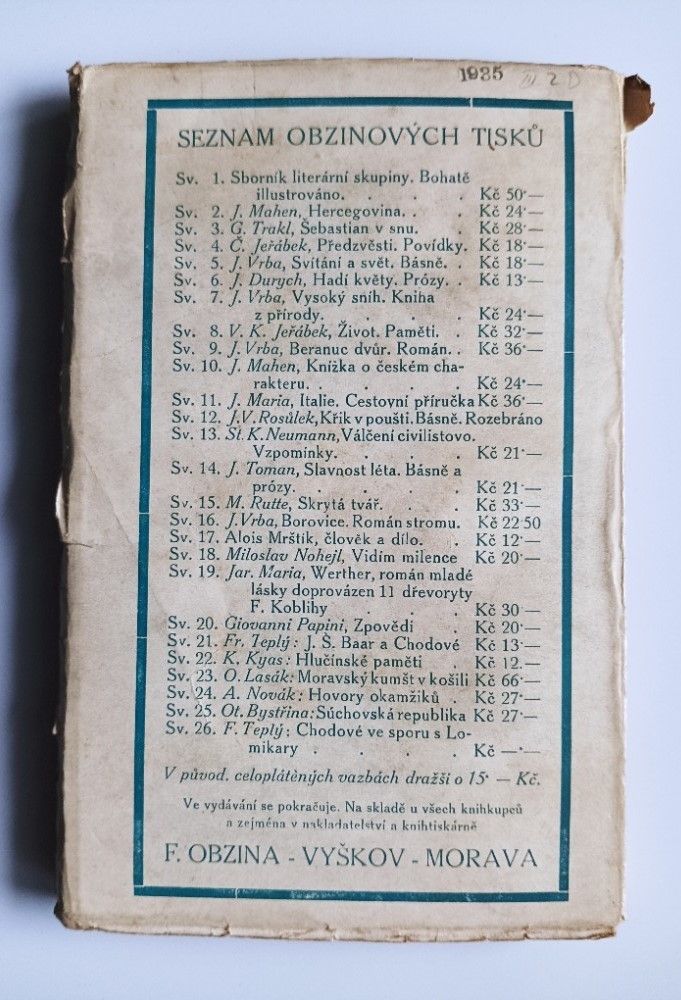 1935 III 2 D
SEZNAM OBZINOVÝCH TISKŮ
Sv. 1. Sborník literární skupiny. Bohatě
illustrováno. . . . Kč 50·—
Sv. 2. J. Mahen, Hercegovina. . . Kč 24·—
Sv. 3. G. Trakl, Šebastian v snu. . Kč 28·—
Sv. 4. Č. Jeřábek, Předzvěsti. Povídky. Kč 18·—
Sv. 5. J. Vrba, Svítání a svět. Básně. . Kč 18·—
Sv. 6. J. Durych, Hadí květy. Prózy. . Kč 13·—
Sv. 7. J. Vrba, Vysoký sníh. Kniha
z přírody. . . . . Kč 24·—
Sv. 8. V. K. Jeřábek, Život. Paměti. . Kč 32·—
Sv. 9. J. Vrba, Beranuc dvůr. Román. . Kč 36·—
Sv. 10. J. Mahen, Knížka o českém cha-
rakteru. . . . . Kč 24·—
Sv. 11. J. Maria, Italie. Cestovní příručka Kč 36·—
Sv. 12. J. V. Rosůlek, Křik v poušti. Básně. Rozebráno
Sv. 13. St. K. Neumann, Válčení civilistovo.
Vzpomínky. . . . Kč 21·—
Sv. 14. J. Toman, Slavnost léta. Básně a
prózy. . . . . Kč 21·—
Sv. 15. M. Rutte, Skrytá tvář. . . Kč 33·—
Sv. 16. J. Vrba, Borovice. Román stromu. Kč 22 50
Sv. 17. Alois Mrštík, člověk a dílo. . Kč 12·—
Sv. 18. Miloslav Nohejl, Vidím milence Kč 20·—
Sv. 19. Jar. Maria, Werther, román mladé
lásky doprovázen 11 dřevoryty
F. Koblihy . . . Kč 30·—
Sv. 20. Giovanni Papini, Zpovědi . Kč 20·—
Sv. 21. Fr. Teplý: J. Š. Baar a Chodové Kč 13·—
Sv. 22. K. Kyas: Hlučínské paměti . Kč 12.—
Sv. 23. O. Lasák: Moravský kumšt v košili Kč 66·—
Sv. 24. A. Novák: Hovory okamžiků . Kč 27·—
Sv. 25. Ot. Bystřina: Súchovská republika Kč 27·—
Sv. 26. F. Teplý: Chodové ve sporu s Lo-
mikary . . . . Kč —·—
V původ. celoplátěných vazbách dražší o 15· — Kč.
Ve vydávání se pokračuje. Na skladě u všech knihkupců
a zejména v nakladatelství a knihtiskárně
F. OBZINA - VYŠKOV - MORAVA